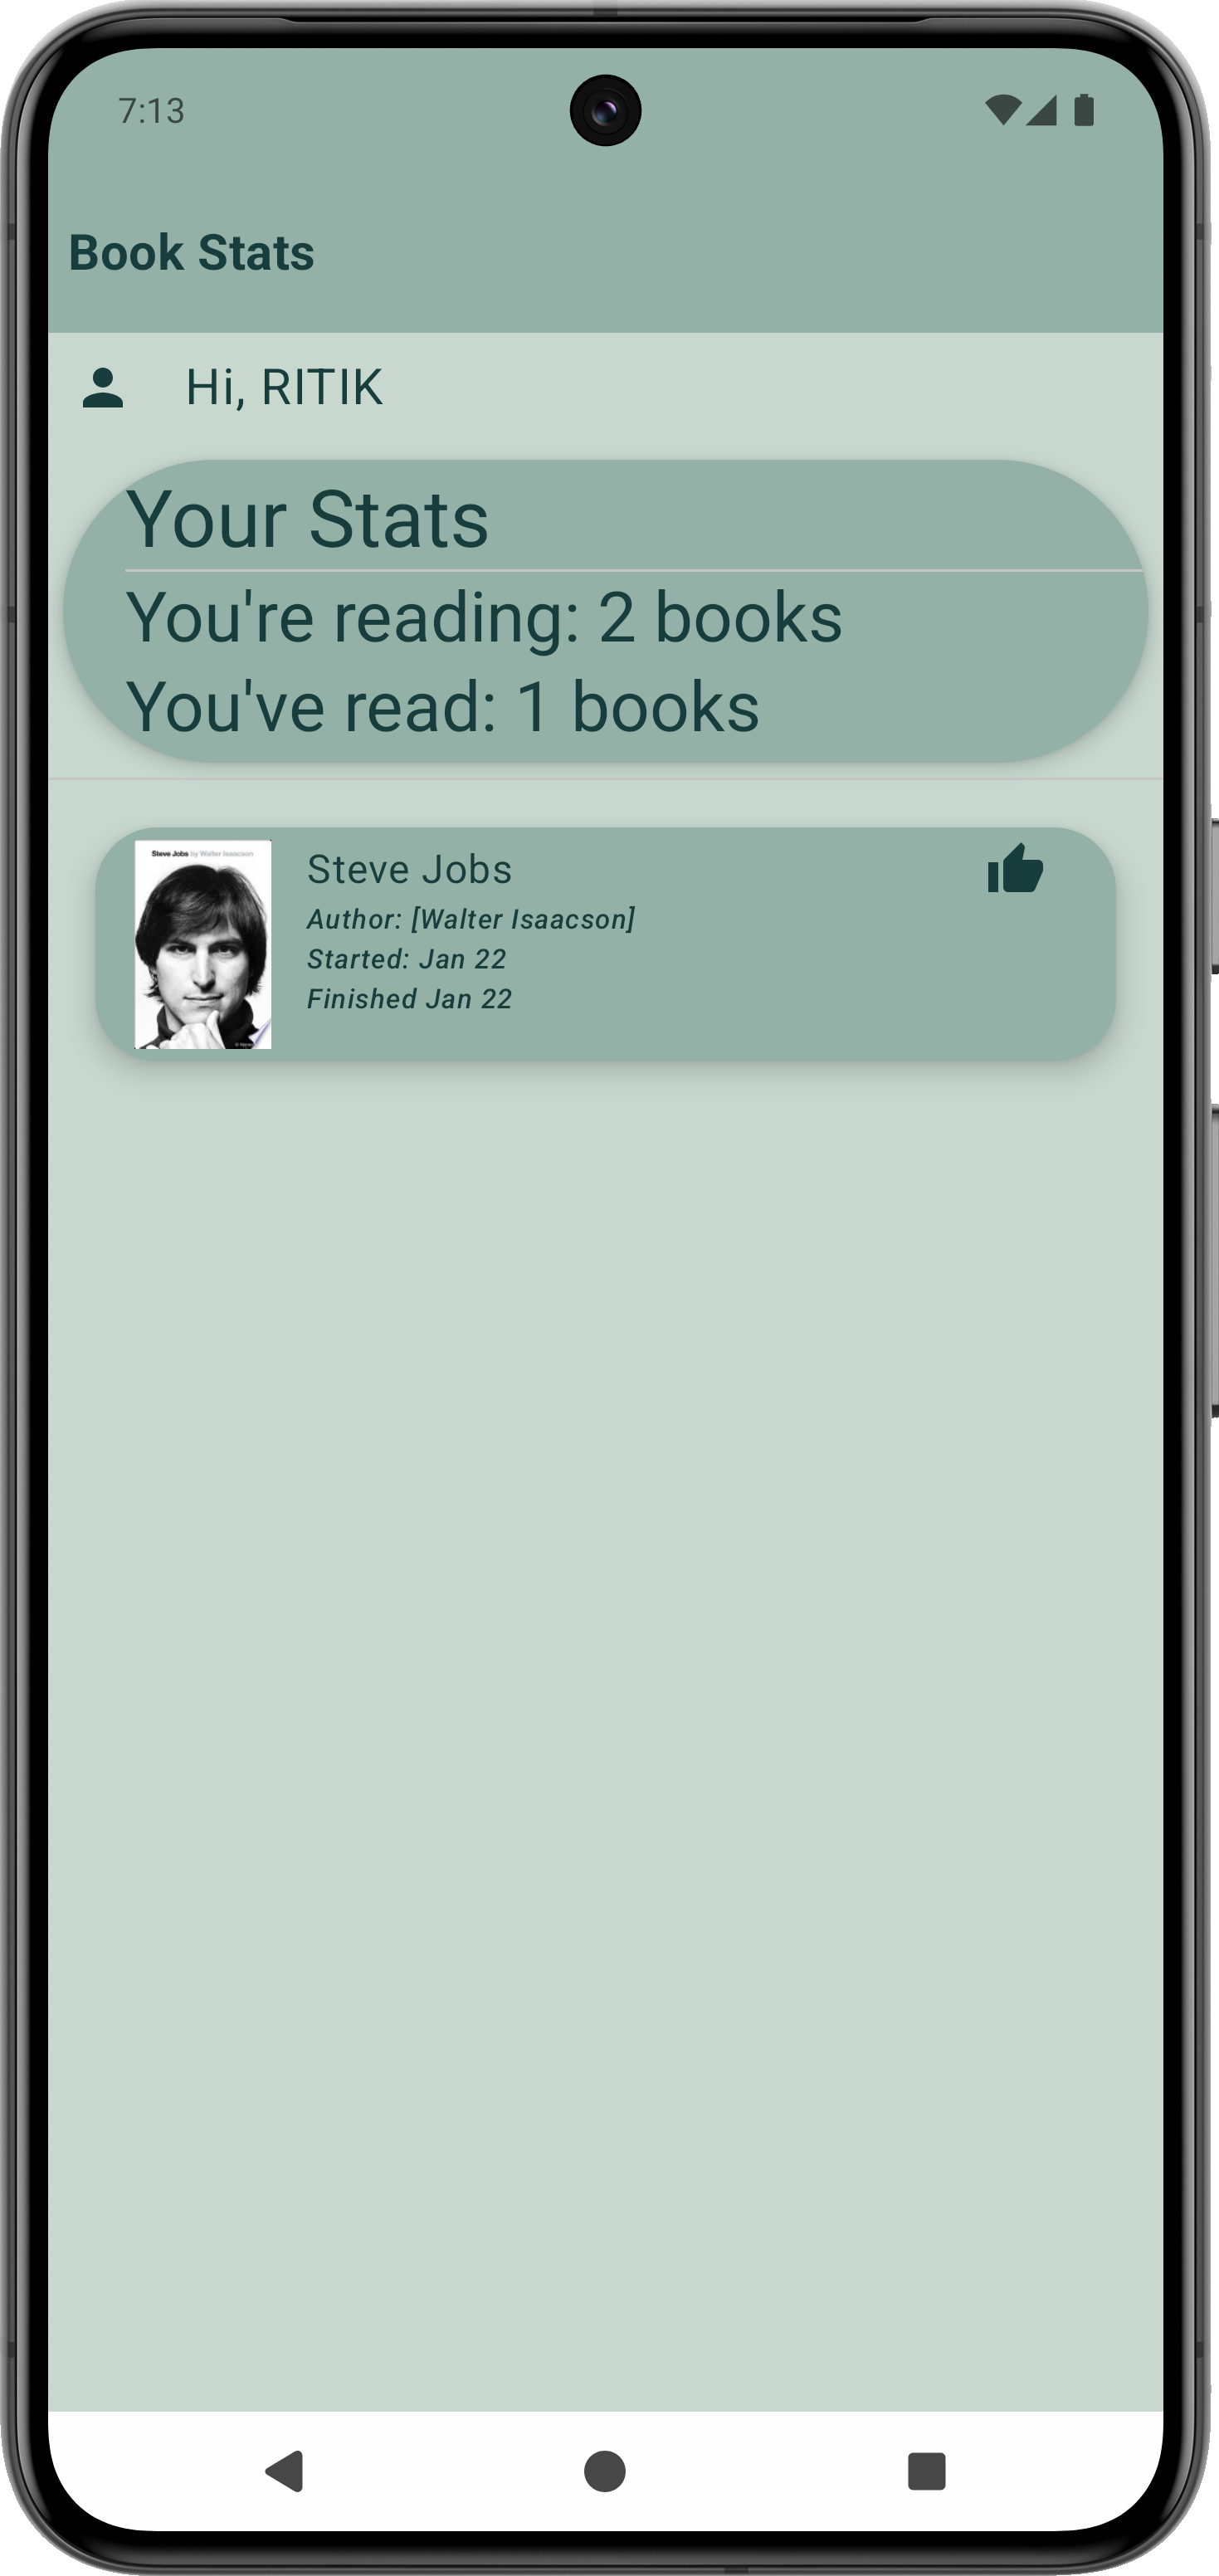 7:13
Book Stats
Hi, RITIK
Your Stats
You're reading: 2 books
You've read: 1 books
Steve Jobs by Walter Isaacson
Steve Jobs
Author: [Walter Isaacson]
Started: Jan 22
Finished Jan 22